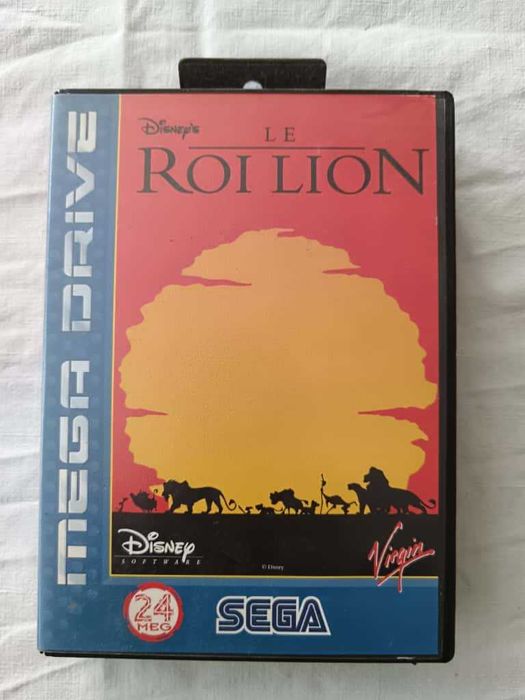 MEGA DRIVE
DISNEY'S
LE
ROI LION
Disney
SOFTWARE
© Disney
Virgin
24
MEG
SEGA